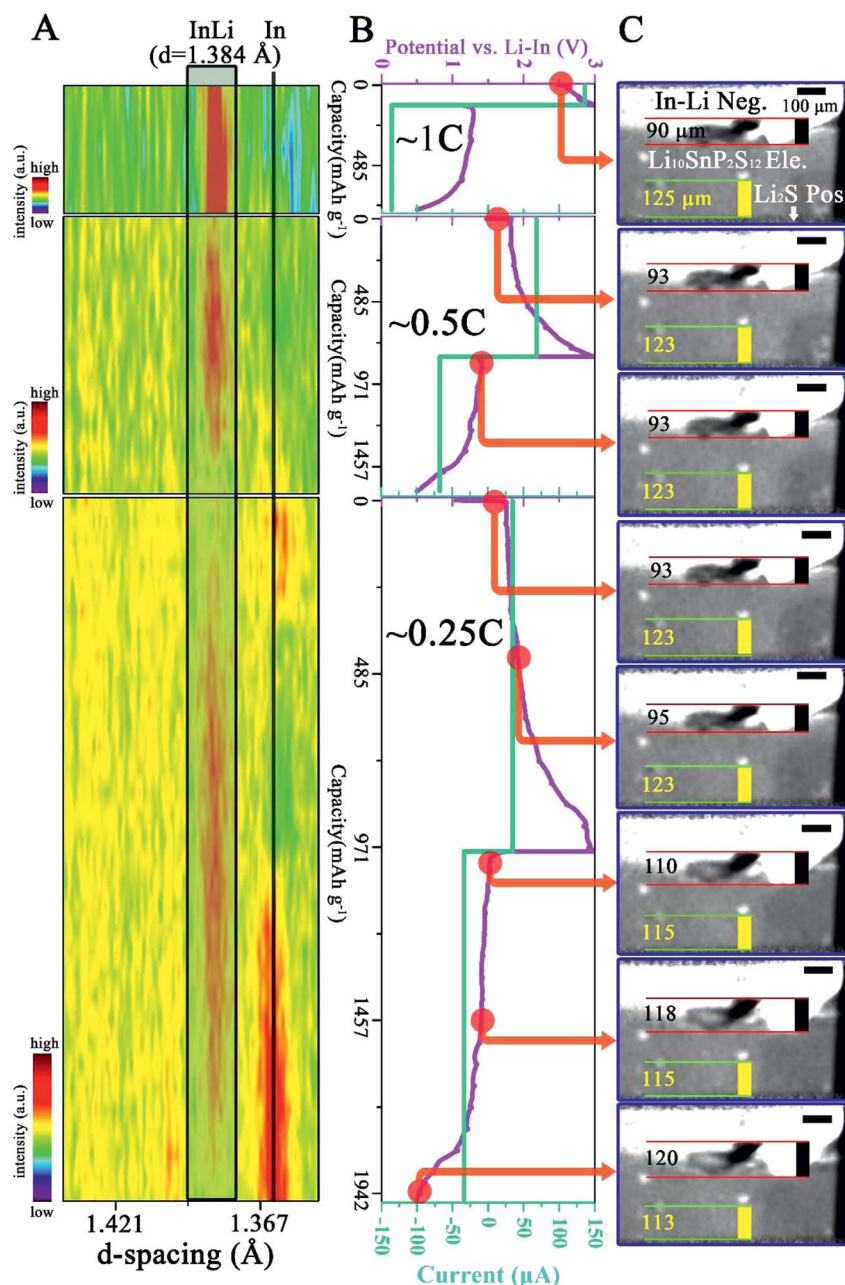 A
InLi
(d=1.384 Å)
In
high
intensity (a.u.)
low
high
intensity (a.u.)
low
high
intensity (a.u.)
low
1.421
1.367
d-spacing (Å)
B
Potential vs. Li-In (V)
0
1
2
3
0
485
Capacity(mAh g⁻¹)
~1C
0
485
971
1457
Capacity(mAh g⁻¹)
~0.5C
0
485
971
1457
1942
Capacity(mAh g⁻¹)
~0.25C
-150
-100
-50
0
50
100
150
Current (µA)
C
In-Li Neg.
100 µm
90 µm
Li₁₀SnP₂S₁₂ Ele.
125 µm
Li₂S Pos
93
123
93
123
93
123
95
123
110
115
118
115
120
113